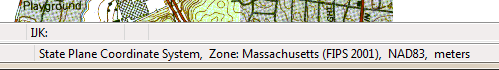 Playground
IJK:
State Plane Coordinate System, Zone: Massachusetts (FIPS 2001), NAD83, meters